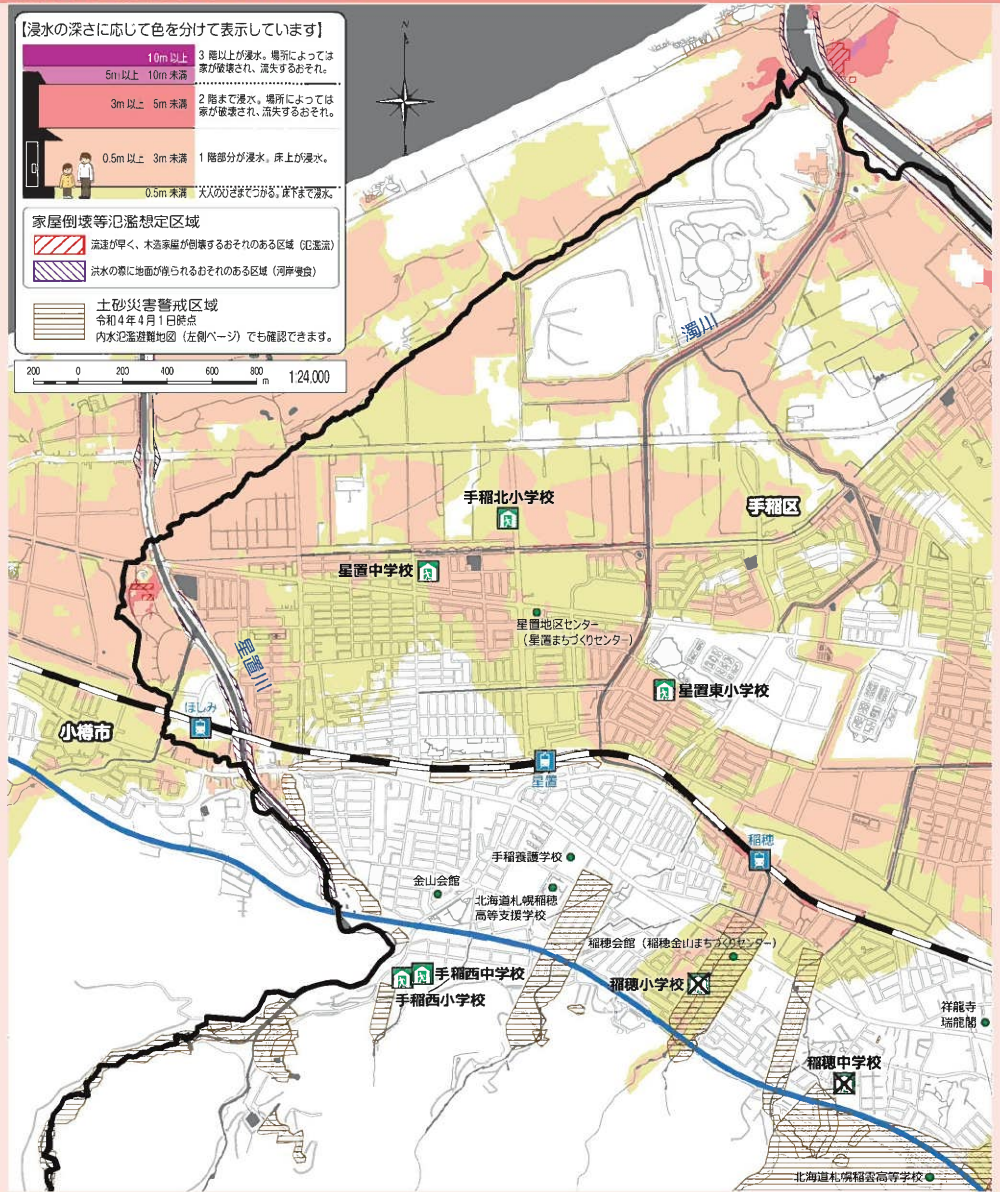 【浸水の深さに応じて色を分けて表示しています】
10m 以上
3 階以上が浸水。場所によっては
家が破壊され、流失するおそれ。
5m 以上 10m 未満
3m 以上 5m 未満
2 階まで浸水。場所によっては
家が破壊され、流失するおそれ。
0.5m 以上 3m 未満
1 階部分が浸水。床上が浸水。
0.5m 未満
大人のひざまでつかる。床下まで浸水。
家屋倒壊等氾濫想定区域
流速が早く、木造家屋が倒壊するおそれのある区域（氾濫流）
洪水の際に地面が削られるおそれのある区域（河岸侵食）
土砂災害警戒区域
令和4年4月1日時点
内水氾濫避難地図（左側ページ）でも確認できます。
200 0 200 400 600 800 m 1:24,000
N
濁川
手稲北小学校
手稲区
星置中学校
星置地区センター
（星置まちづくりセンター）
星置川
星置東小学校
ほしみ
小樽市
星置
稲穂
手稲養護学校
金山会館
北海道札幌稲穂
高等支援学校
稲穂会館（稲穂金山まちづくりセンター）
手稲西中学校
手稲西小学校
稲穂小学校
祥龍寺
瑞龍閣
稲穂中学校
北海道札幌稲雲高等学校